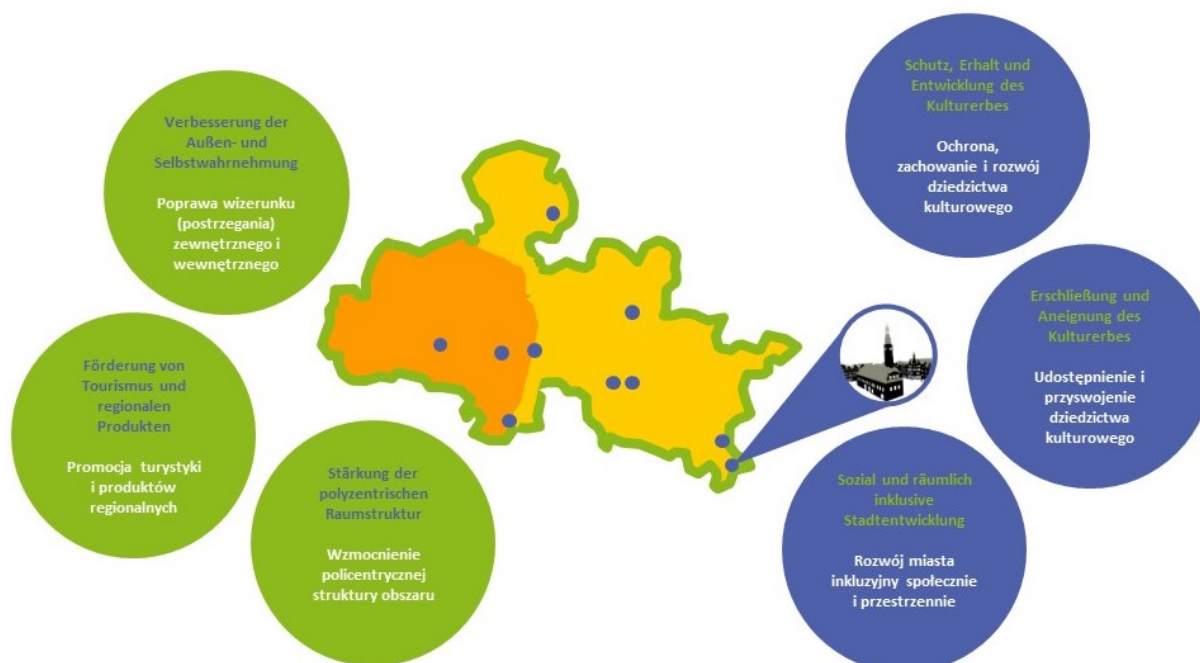 Verbesserung der
Außen- und
Selbstwahrnehmung
Poprawa wizerunku
(postrzegania)
zewnętrznego i
wewnętrznego
Förderung von
Tourismus und
regionalen
Produkten
Promocja turystyki
i produktów
regionalnych
Stärkung der
polyzentrischen
Raumstruktur
Wzmocnienie
policentrycznej
struktury obszaru
Schutz, Erhalt und
Entwicklung des
Kulturerbes
Ochrona,
zachowanie i rozwój
dziedzictwa
kulturowego
Erschließung und
Aneignung des
Kulturerbes
Udostępnienie i
przyswojenie
dziedzictwa
kulturowego
Sozial und räumlich
inklusive
Stadtentwicklung
Rozwój miasta
inkluzyjny społecznie
i przestrzennie